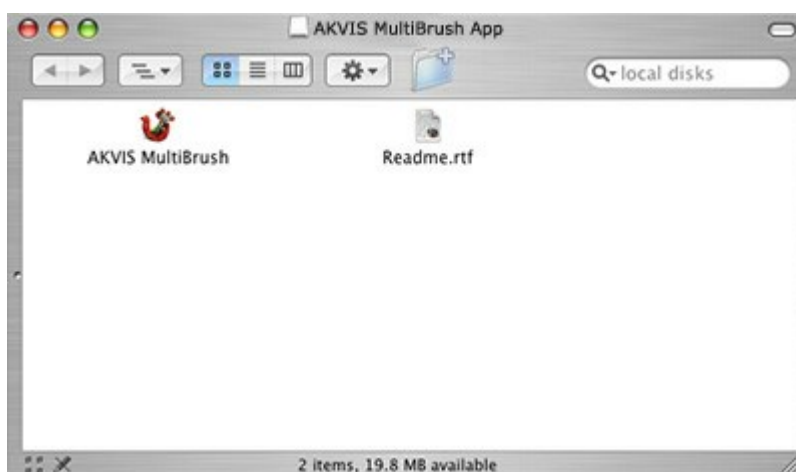 AKVIS MultiBrush App
local disks
AKVIS MultiBrush
Readme.rtf
2 items, 19.8 MB available